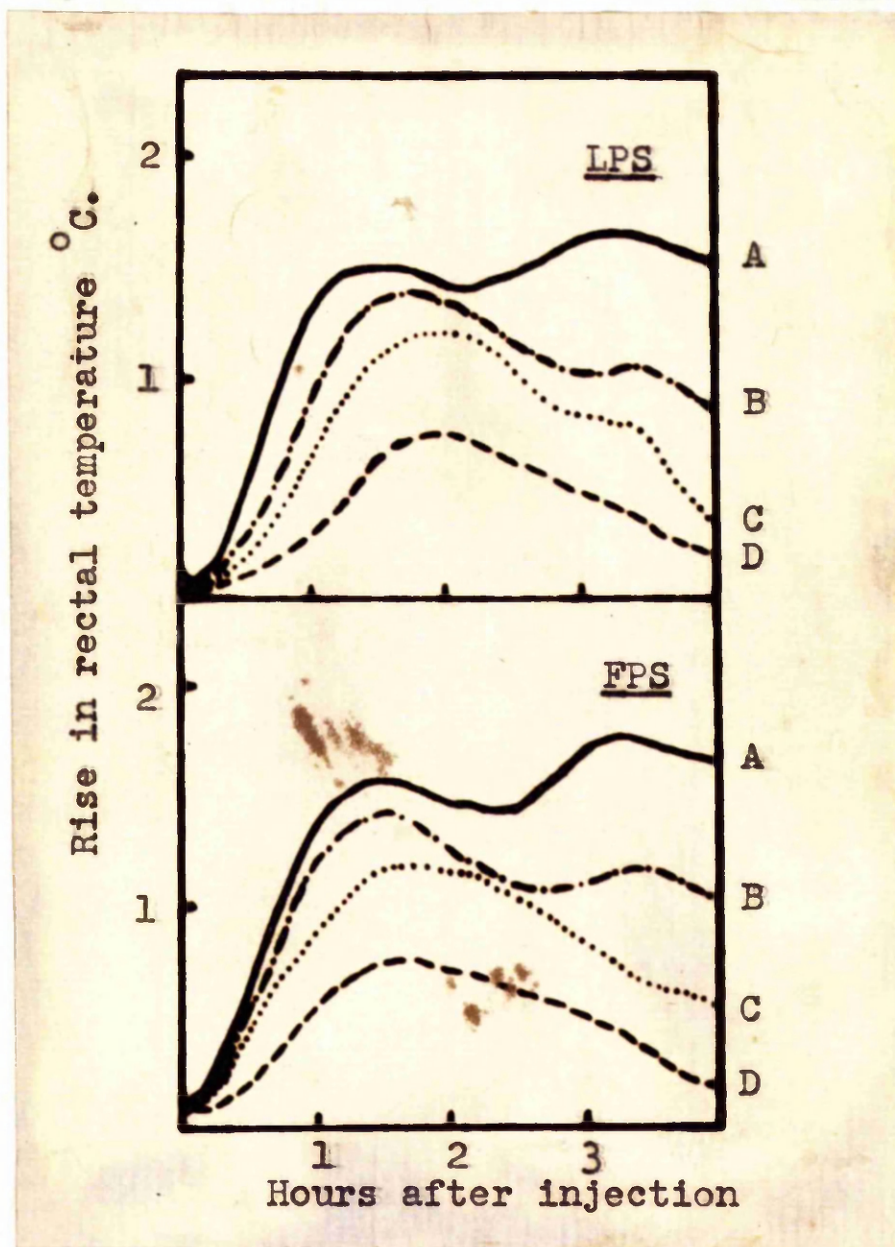 Rise in rectal temperature °C.
LPS
2
1
A
B
C
D
FPS
2
1
A
B
C
D
1 2 3
Hours after injection